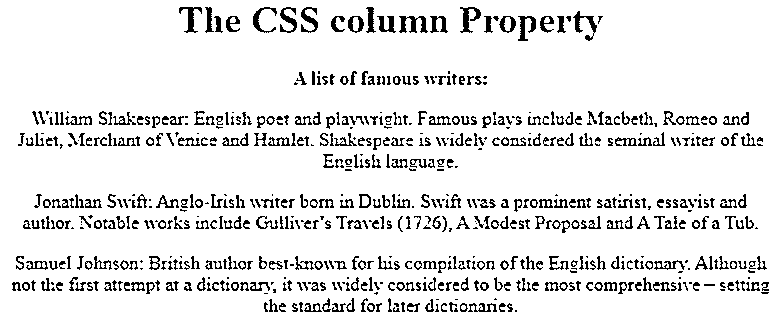 The CSS column Property
A list of famous writers:
William Shakespear: English poet and playwright. Famous plays include Macbeth, Romeo and
Juliet, Merchant of Venice and Hamlet. Shakespeare is widely considered the seminal writer of the
English language.
Jonathan Swift: Anglo-Irish writer born in Dublin. Swift was a prominent satirist, essayist and
author. Notable works include Gulliver's Travels (1726), A Modest Proposal and A Tale of a Tub.
Samuel Johnson: British author best-known for his compilation of the English dictionary. Although
not the first attempt at a dictionary, it was widely considered to be the most comprehensive – setting
the standard for later dictionaries.